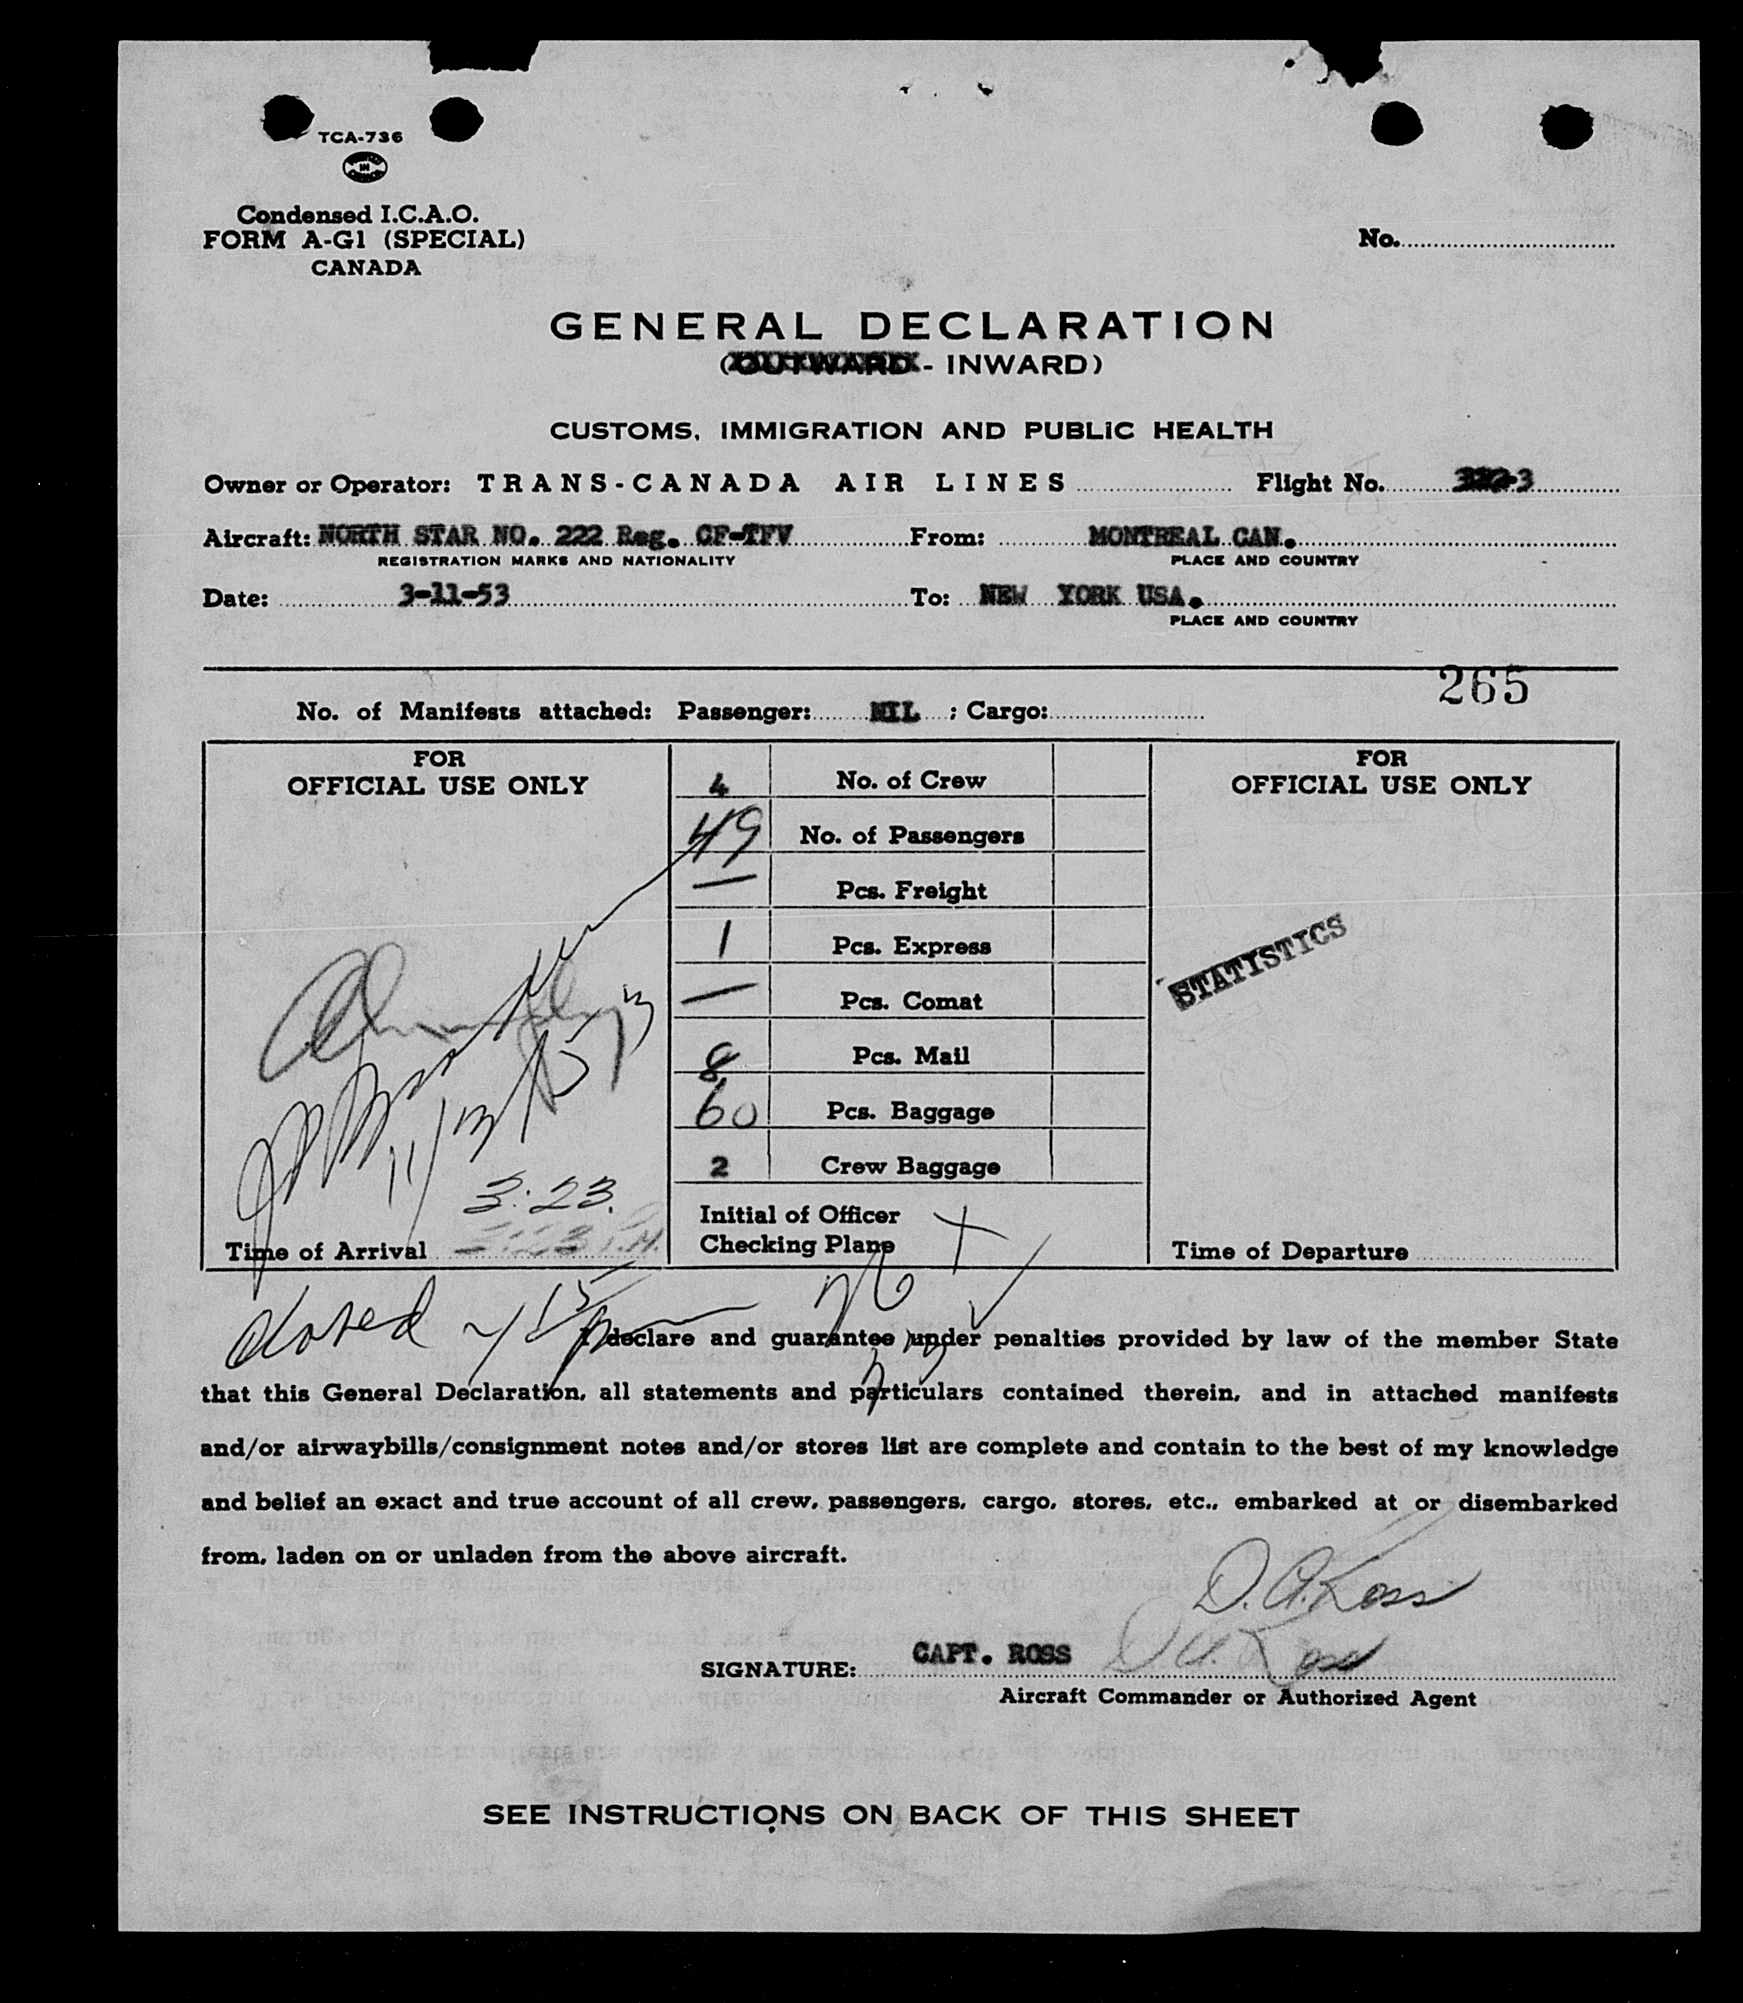 TCA-736
Condensed I.C.A.O.
FORM A-G1 (SPECIAL)
CANADA
No.
GENERAL DECLARATION
(OUTWARD - INWARD)
CUSTOMS, IMMIGRATION AND PUBLIC HEALTH
Owner or Operator: TRANS-CANADA AIR LINES Flight No. 3
Aircraft: NORTH STAR NO. 222 Reg. CF-TFV From: MONTREAL CAN.
REGISTRATION MARKS AND NATIONALITY PLACE AND COUNTRY
Date: 3-11-53 To: NEW YORK USA.
PLACE AND COUNTRY
265
No. of Manifests attached: Passenger: NIL ; Cargo:
FOR
OFFICIAL USE ONLY
3:23.
Time of Arrival 3:23 P.M.
4 No. of Crew
49 No. of Passengers
— Pcs. Freight
1 Pcs. Express
— Pcs. Comat
8 Pcs. Mail
60 Pcs. Baggage
2 Crew Baggage
Initial of Officer
Checking Plane
FOR
OFFICIAL USE ONLY
STATISTICS
Time of Departure
closed
I declare and guarantee under penalties provided by law of the member State
that this General Declaration, all statements and particulars contained therein, and in attached manifests
and/or airwaybills/consignment notes and/or stores list are complete and contain to the best of my knowledge
and belief an exact and true account of all crew, passengers, cargo, stores, etc., embarked at or disembarked
from, laden on or unladen from the above aircraft.
D.A. Ross
SIGNATURE: CAPT. ROSS D A. Ross
Aircraft Commander or Authorized Agent
SEE INSTRUCTIONS ON BACK OF THIS SHEET